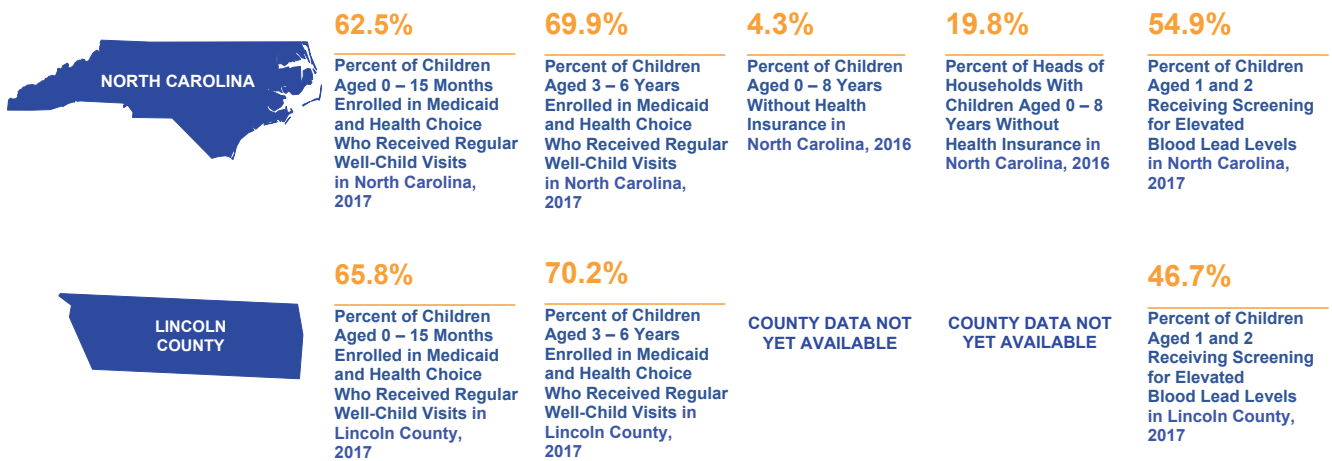 NORTH CAROLINA
62.5%
Percent of Children
Aged 0 – 15 Months
Enrolled in Medicaid
and Health Choice
Who Received Regular
Well-Child Visits
in North Carolina,
2017
69.9%
Percent of Children
Aged 3 – 6 Years
Enrolled in Medicaid
and Health Choice
Who Received Regular
Well-Child Visits
in North Carolina,
2017
4.3%
Percent of Children
Aged 0 – 8 Years
Without Health
Insurance in
North Carolina, 2016
19.8%
Percent of Heads of
Households With
Children Aged 0 – 8
Years Without
Health Insurance in
North Carolina, 2016
54.9%
Percent of Children
Aged 1 and 2
Receiving Screening
for Elevated
Blood Lead Levels
in North Carolina,
2017
LINCOLN
COUNTY
65.8%
Percent of Children
Aged 0 – 15 Months
Enrolled in Medicaid
and Health Choice
Who Received Regular
Well-Child Visits in
Lincoln County,
2017
70.2%
Percent of Children
Aged 3 – 6 Years
Enrolled in Medicaid
and Health Choice
Who Received Regular
Well-Child Visits in
Lincoln County,
2017
COUNTY DATA NOT
YET AVAILABLE
COUNTY DATA NOT
YET AVAILABLE
46.7%
Percent of Children
Aged 1 and 2
Receiving Screening
for Elevated
Blood Lead Levels
in Lincoln County,
2017